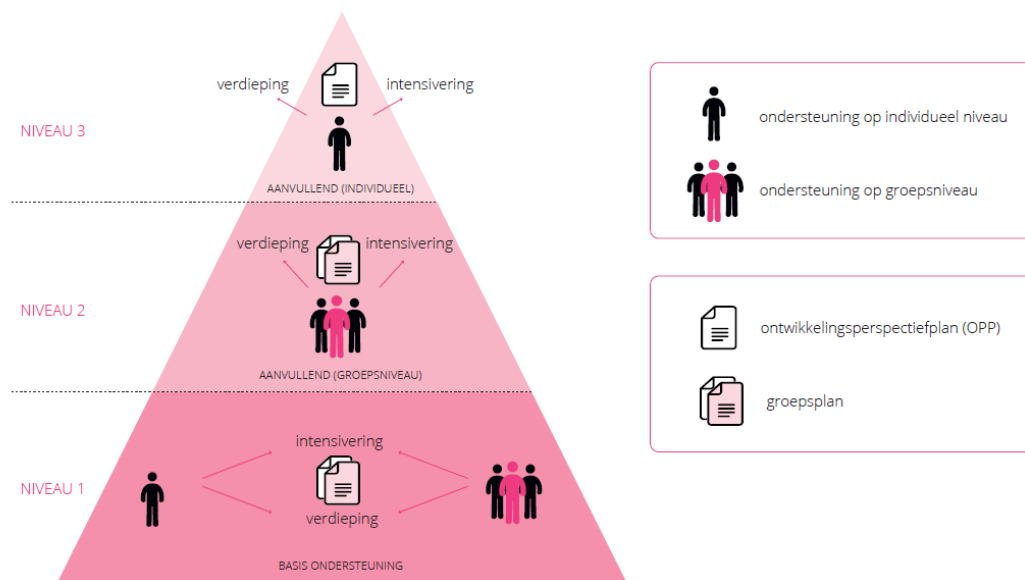 verdieping
intensivering
NIVEAU 3
AANVULLEND (INDIVIDUEEL)
verdieping
intensivering
NIVEAU 2
AANVULLEND (GROEPSNIVEAU)
intensivering
NIVEAU 1
verdieping
BASIS ONDERSTEUNING
ondersteuning op individueel niveau
ondersteuning op groepsniveau
ontwikkelingsperspectiefplan (OPP)
groepsplan